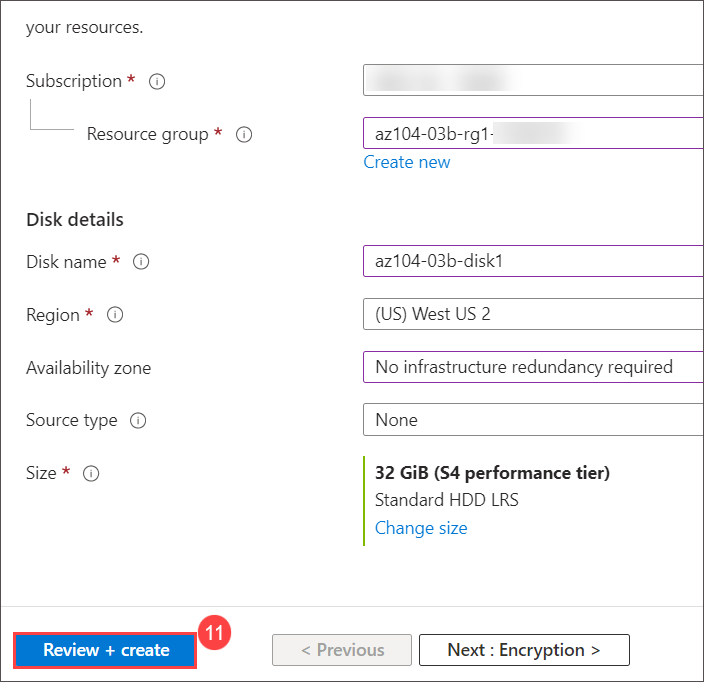 your resources.
Subscription *
Resource group * az104-03b-rg1-
Create new
Disk details
Disk name * az104-03b-disk1
Region * (US) West US 2
Availability zone No infrastructure redundancy required
Source type None
Size * 32 GiB (S4 performance tier)
Standard HDD LRS
Change size
11
Review + create < Previous Next : Encryption >